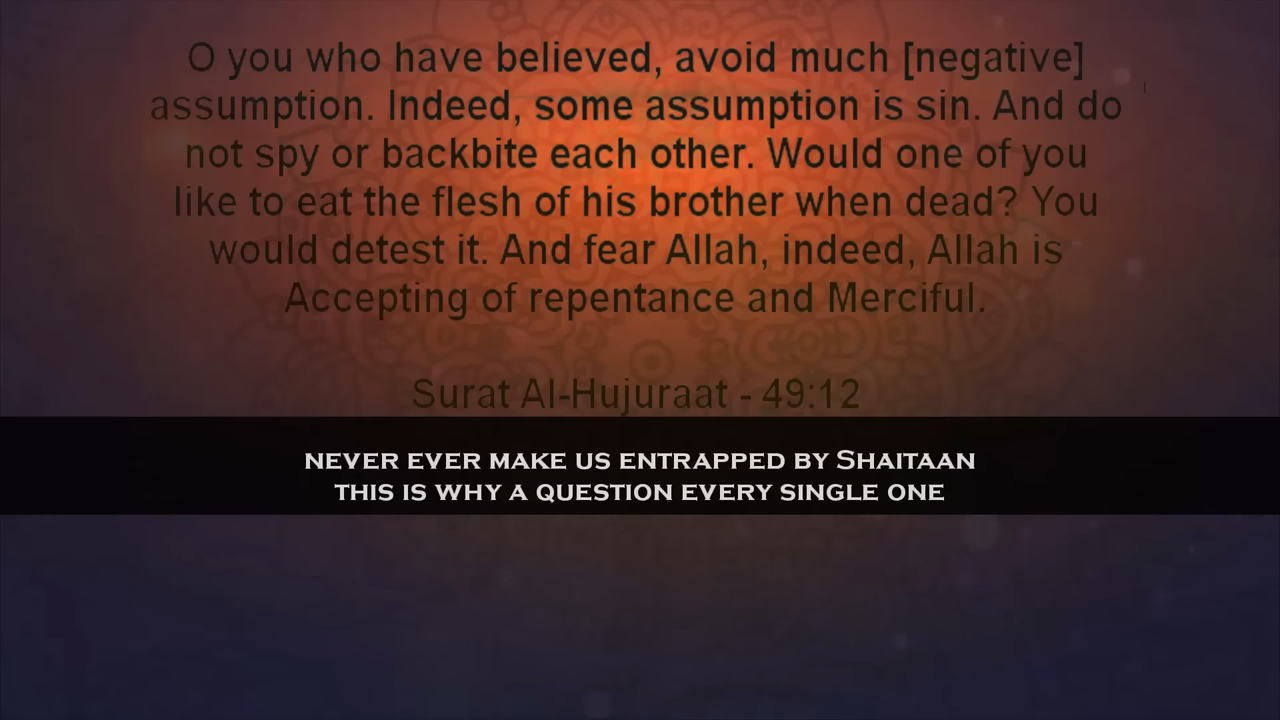 O you who have believed, avoid much [negative]
assumption. Indeed, some assumption is sin. And do
not spy or backbite each other. Would one of you
like to eat the flesh of his brother when dead? You
would detest it. And fear Allah, indeed, Allah is
Accepting of repentance and Merciful.
Surat Al-Hujuraat - 49:12
NEVER EVER MAKE US ENTRAPPED BY SHAITAAN
THIS IS WHY A QUESTION EVERY SINGLE ONE